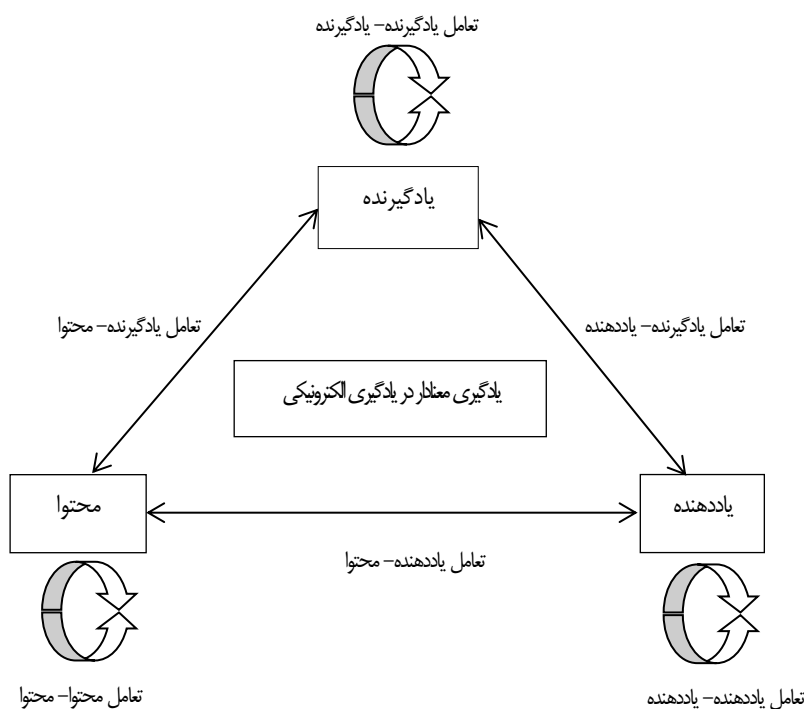 تعامل یادگیرنده– یادگیرنده
یادگیرنده
تعامل یادگیرنده– یاددهنده
تعامل یادگیرنده– محتوا
یادگیری معنادار در یادگیری الکترونیکی
یاددهنده
محتوا
تعامل یاددهنده– محتوا
تعامل یاددهنده– یاددهنده
تعامل محتوا– محتوا